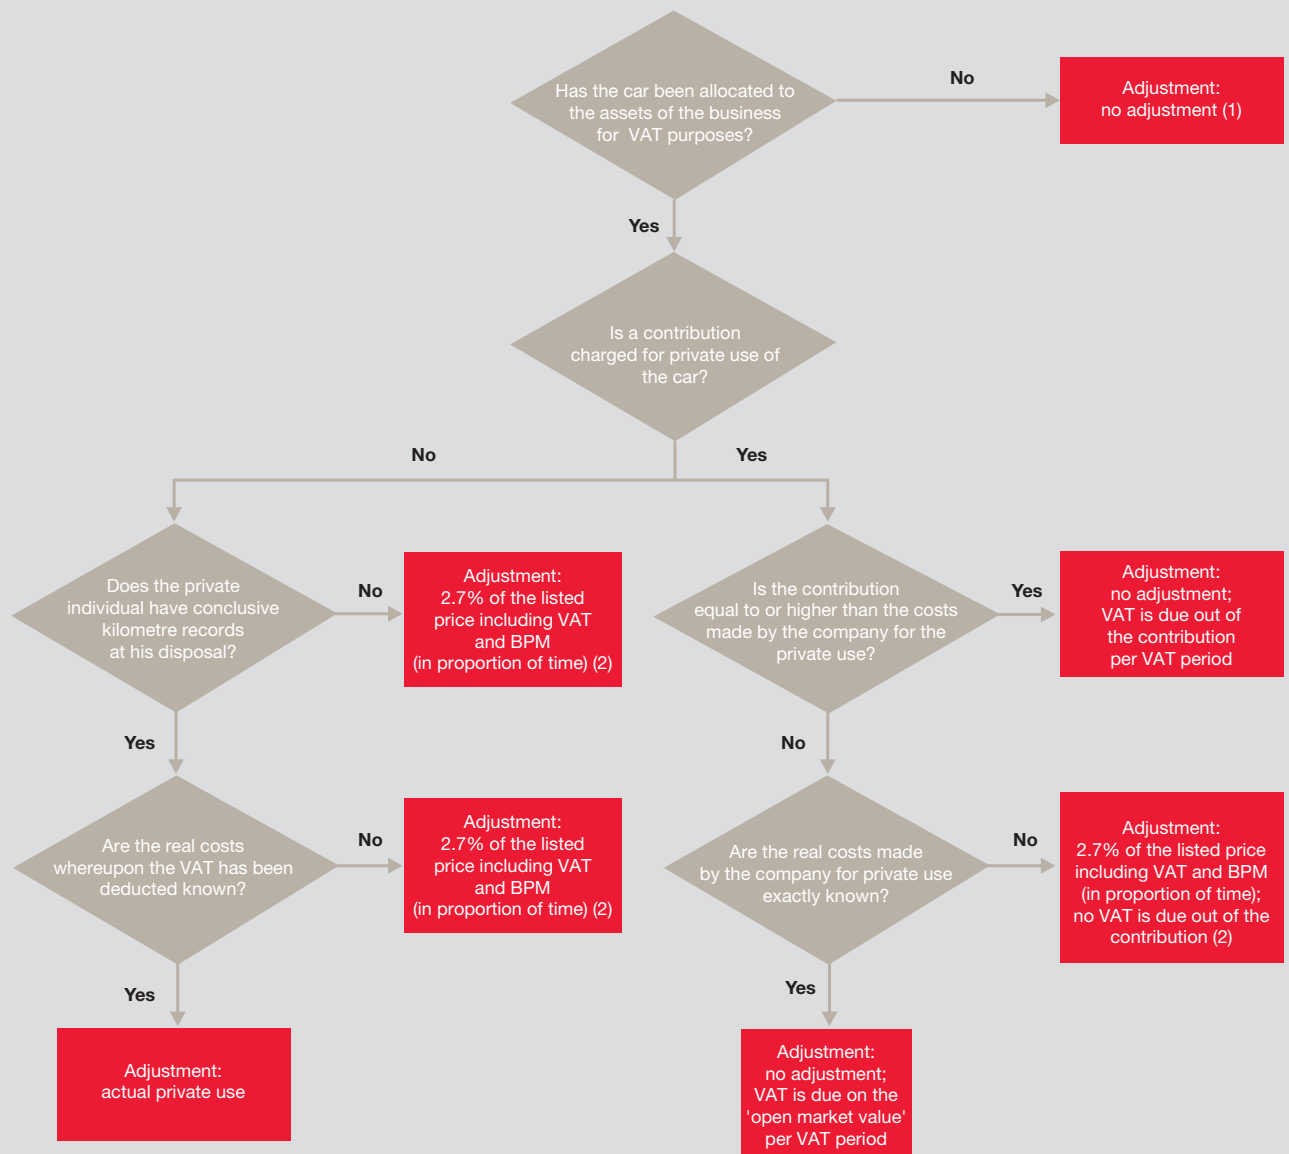 Has the car been allocated to
the assets of the business
for VAT purposes?
No
Adjustment:
no adjustment (1)
Yes
Is a contribution
charged for private use of
the car?
No
Yes
Does the private
individual have conclusive
kilometre records
at his disposal?
No
Adjustment:
2.7% of the listed
price including VAT
and BPM
(in proportion of time) (2)
Is the contribution
equal to or higher than the costs
made by the company for the
private use?
Yes
Adjustment:
no adjustment;
VAT is due out of
the contribution
per VAT period
Yes
No
Are the real costs
whereupon the VAT has been
deducted known?
No
Adjustment:
2.7% of the listed
price including VAT
and BPM
(in proportion of time) (2)
Are the real costs made
by the company for private use
exactly known?
No
Adjustment:
2.7% of the listed price
including VAT and BPM
(in proportion of time);
no VAT is due out of the
contribution (2)
Yes
Yes
Adjustment:
actual private use
Adjustment:
no adjustment;
VAT is due on the
'open market value'
per VAT period